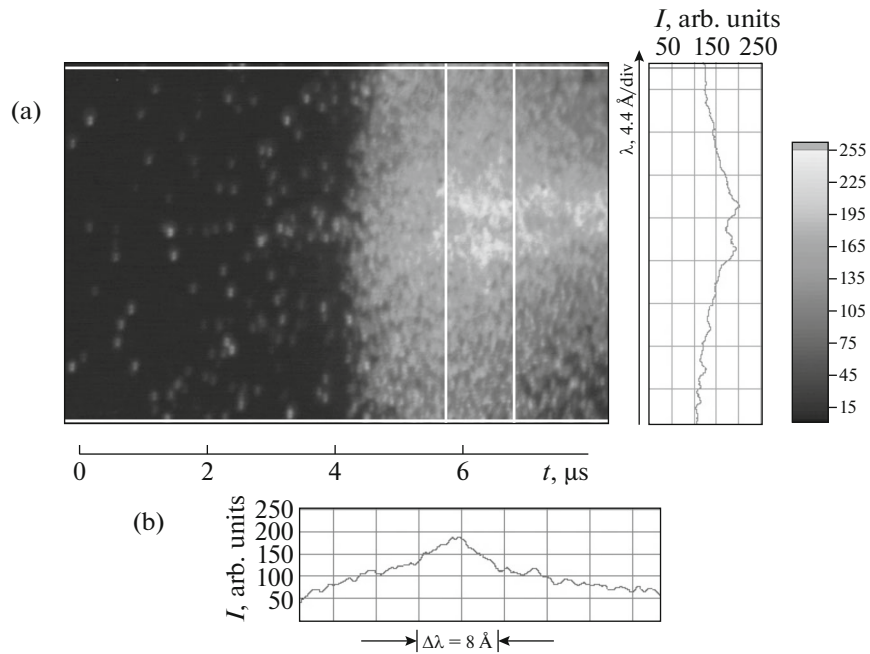 (a)
I, arb. units
50 150 250
λ, 4.4 Å/div
255
225
195
165
135
105
75
45
15
0 2 4 6 t, μs
(b)
I, arb. units
250
200
150
100
50
Δλ = 8 Å